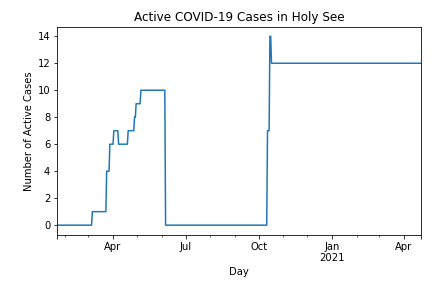 Active COVID-19 Cases in Holy See
Number of Active Cases
14
12
10
8
6
4
2
0
Apr Jul Oct Jan Apr
2021
Day